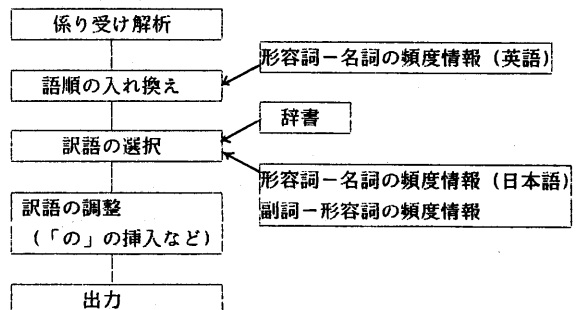 係り受け解析
形容詞－名詞の頻度情報（英語）
語順の入れ換え
辞書
訳語の選択
形容詞－名詞の頻度情報（日本語）
副詞－形容詞の頻度情報
訳語の調整
（「の」の挿入など）
出力